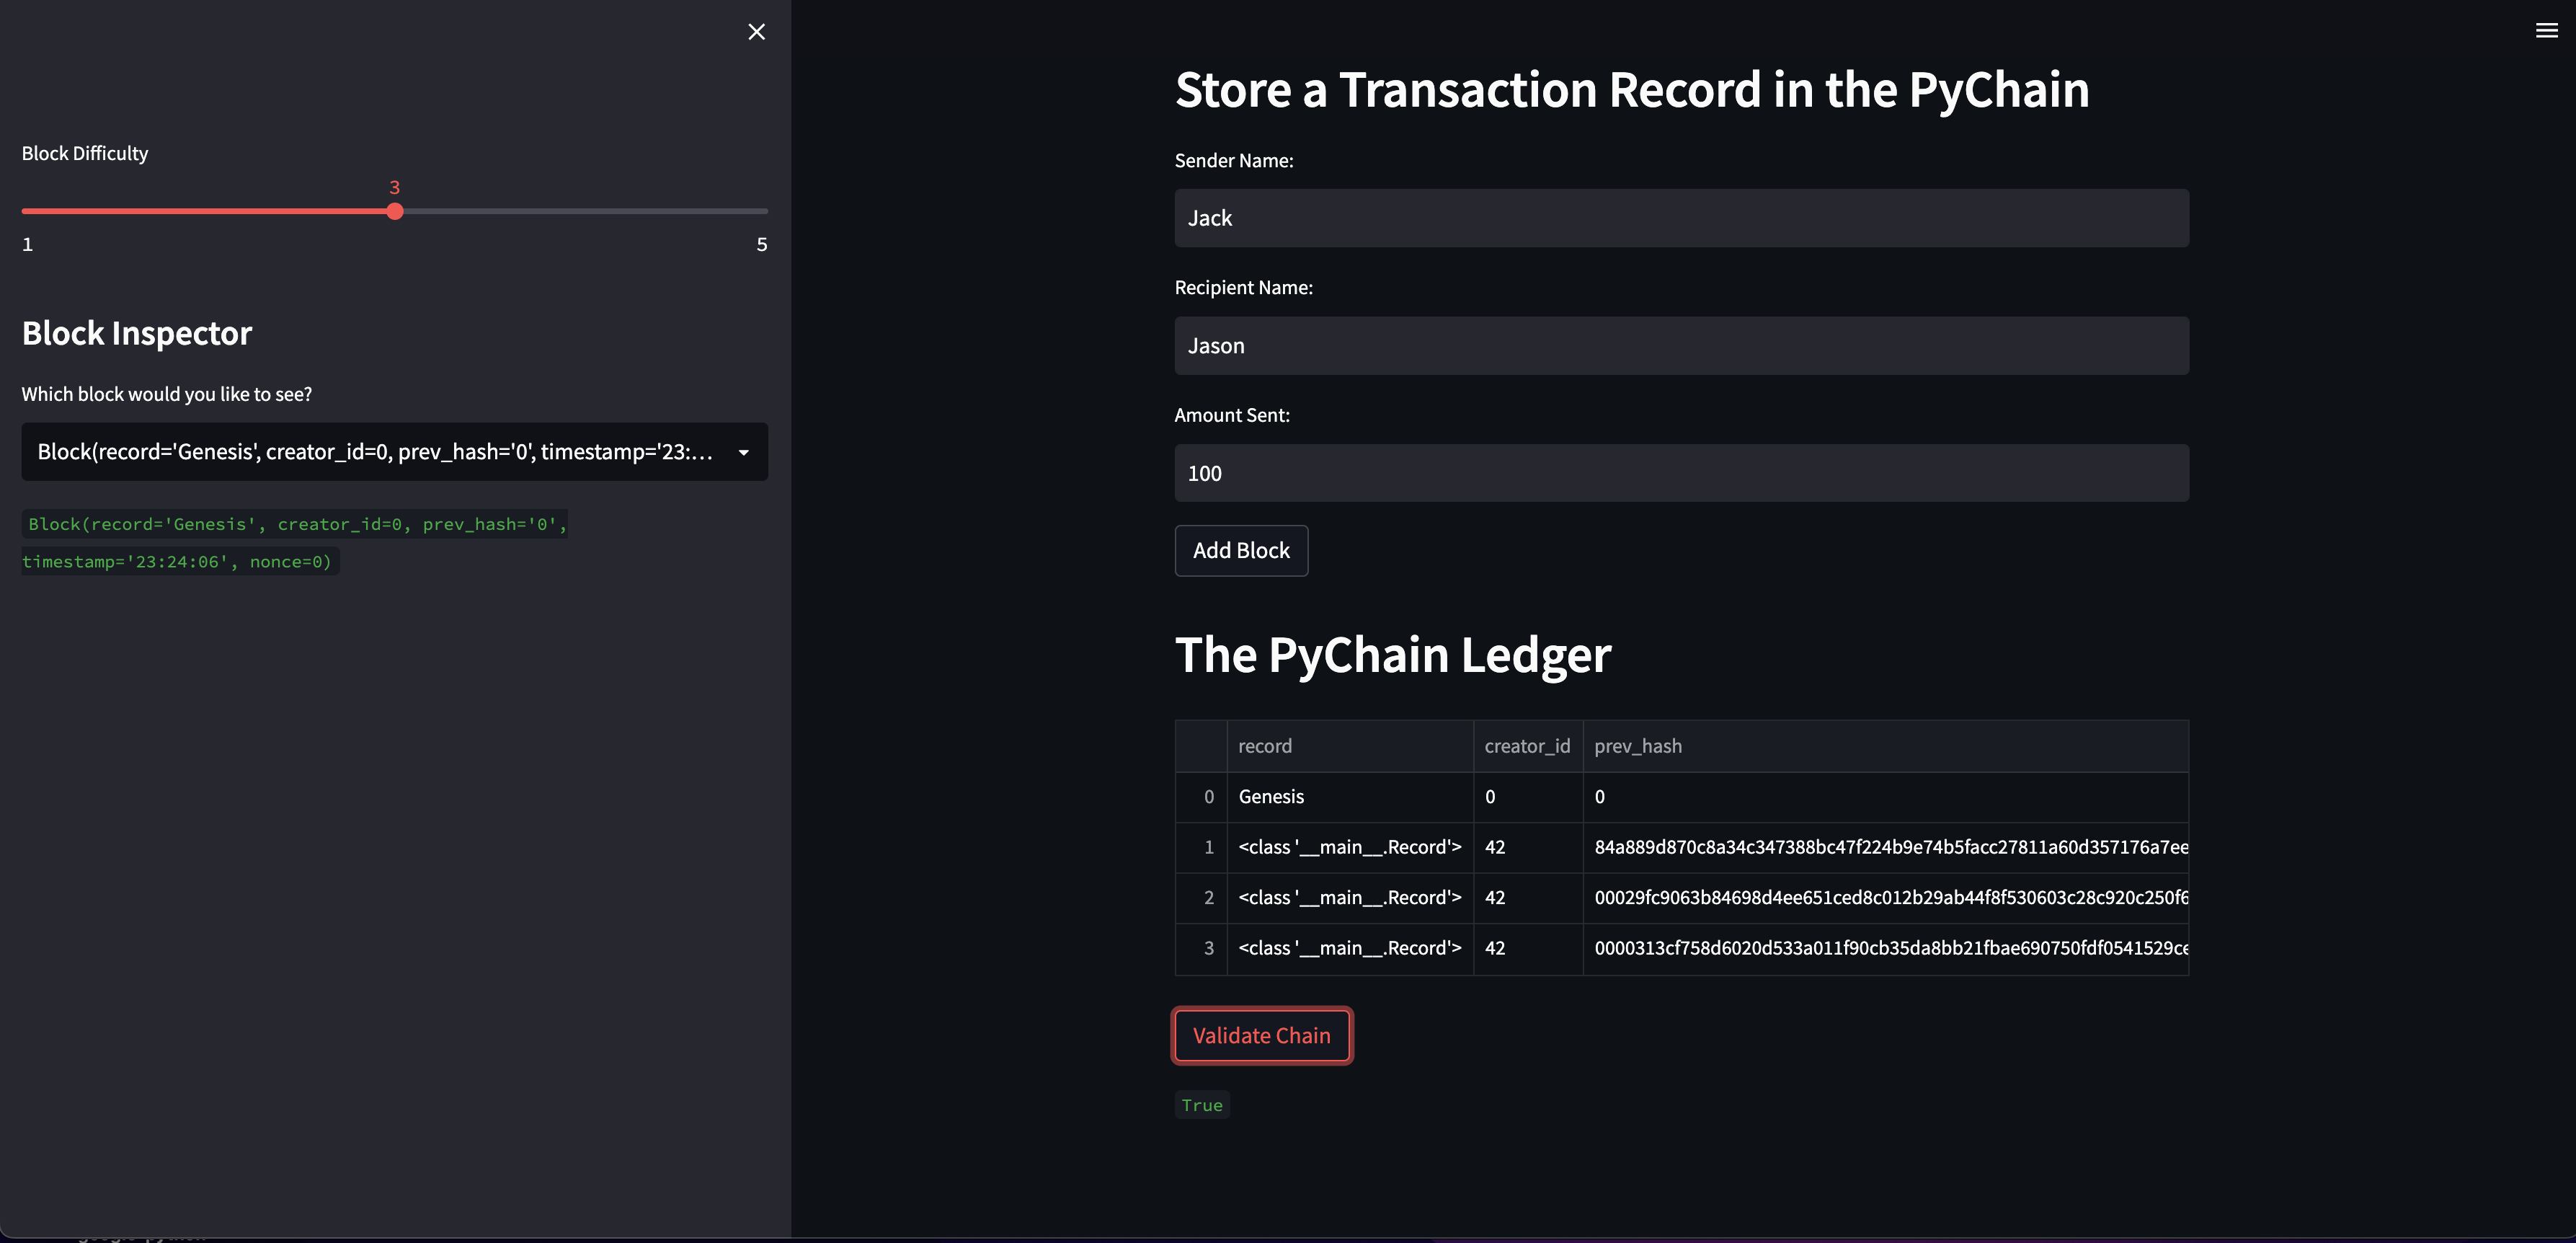 Block Difficulty
3
1
5
Block Inspector
Which block would you like to see?
Block(record='Genesis', creator_id=0, prev_hash='0', timestamp='23:...
Block(record='Genesis', creator_id=0, prev_hash='0',
timestamp='23:24:06', nonce=0)
Store a Transaction Record in the PyChain
Sender Name:
Jack
Recipient Name:
Jason
Amount Sent:
100
Add Block
The PyChain Ledger
record creator_id prev_hash
0 Genesis 0 0
1 <class '__main__.Record'> 42 84a889d870c8a34c347388bc47f224b9e74b5facc27811a60d357176a7ee
2 <class '__main__.Record'> 42 00029fc9063b84698d4ee651ced8c012b29ab44f8f530603c28c920c250f6
3 <class '__main__.Record'> 42 0000313cf758d6020d533a011f90cb35da8bb21fbae690750fdf0541529ce
Validate Chain
True